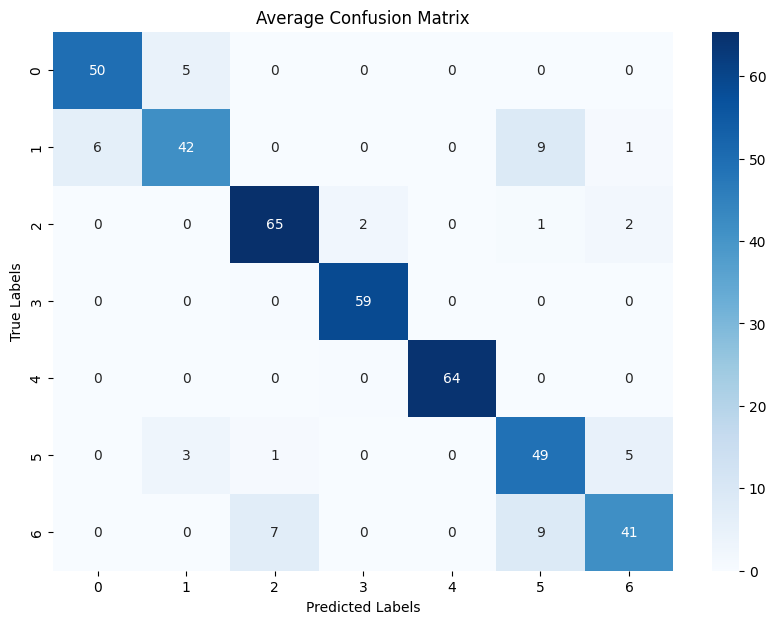 Average Confusion Matrix
0 50 5 0 0 0 0 0
1 6 42 0 0 0 9 1
2 0 0 65 2 0 1 2
3 0 0 0 59 0 0 0
4 0 0 0 0 64 0 0
5 0 3 1 0 0 49 5
6 0 0 7 0 0 9 41
0 1 2 3 4 5 6
True Labels
Predicted Labels
60
50
40
30
20
10
0